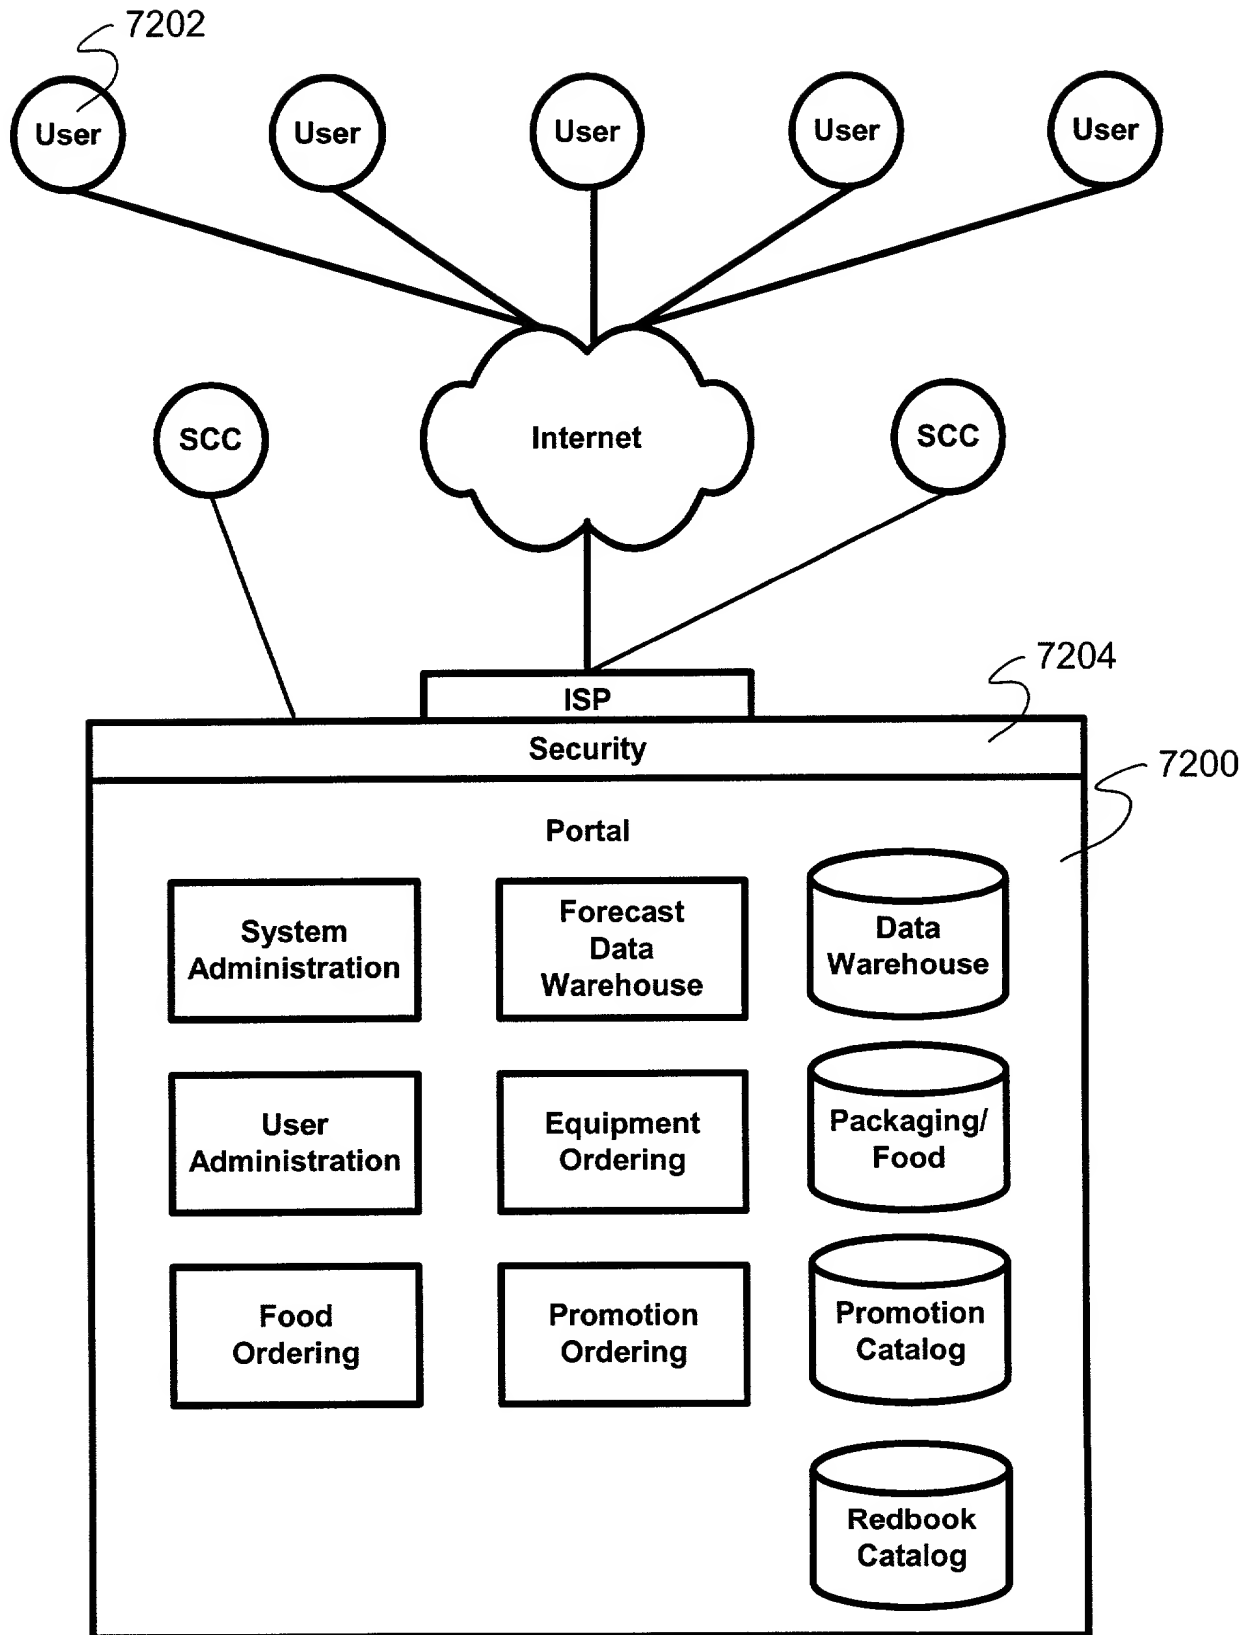 7202
User
User
User
User
User
SCC
Internet
SCC
7204
ISP
Security
7200
Portal
System
Administration
Forecast
Data
Warehouse
Data
Warehouse
User
Administration
Equipment
Ordering
Packaging/
Food
Food
Ordering
Promotion
Ordering
Promotion
Catalog
Redbook
Catalog